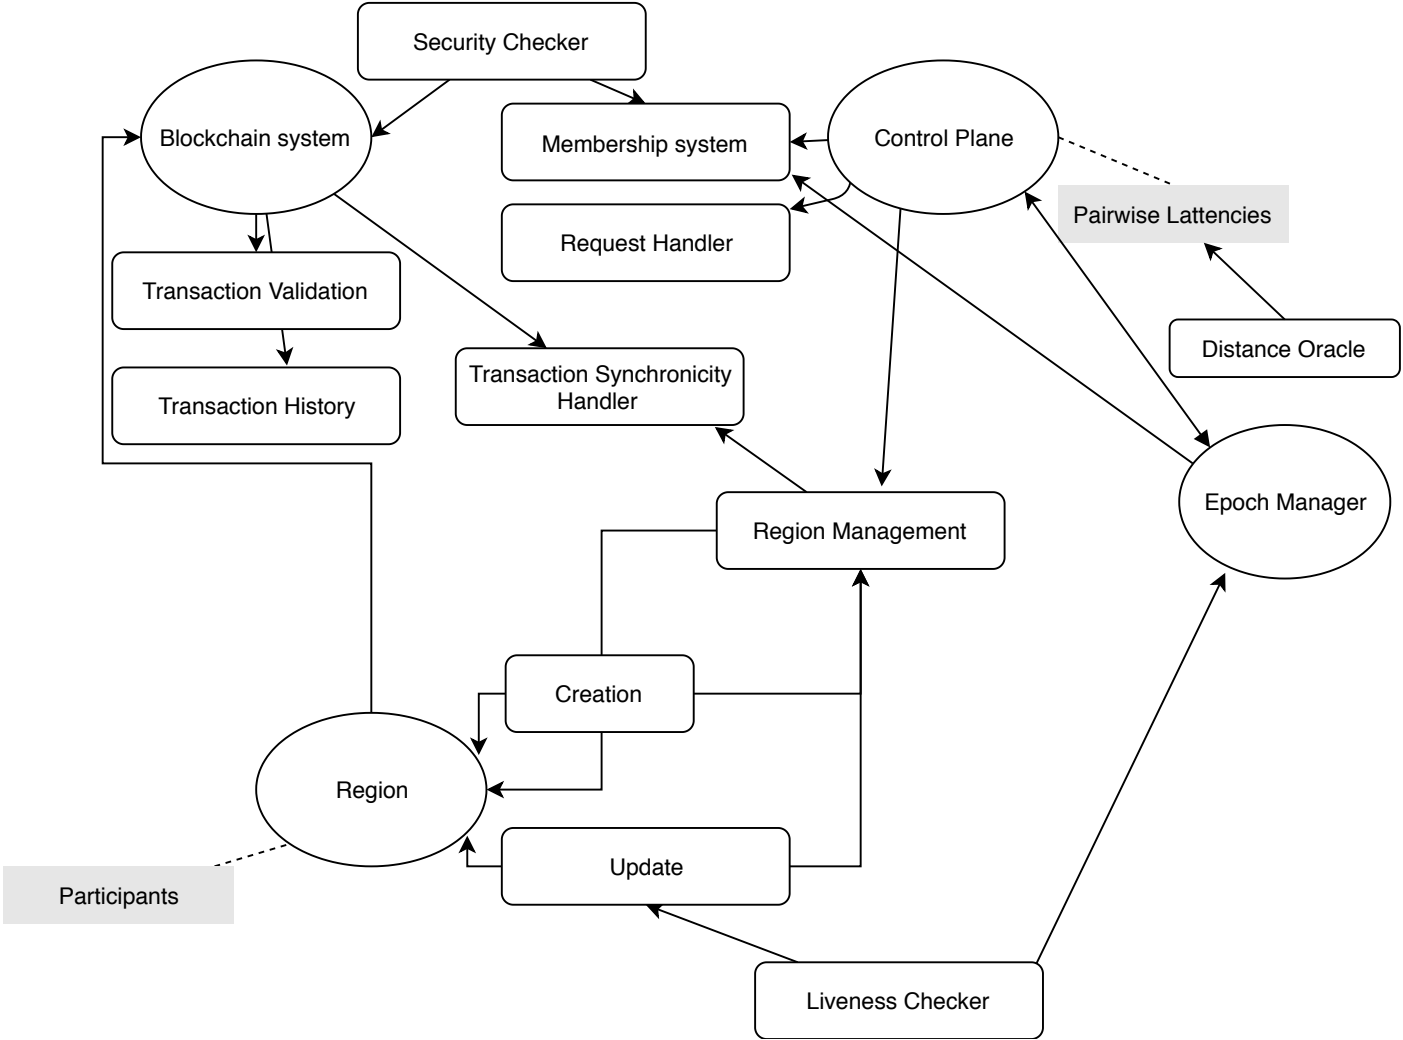 Security Checker
Blockchain system
Membership system
Control Plane
Pairwise Lattencies
Request Handler
Transaction Validation
Distance Oracle
Transaction Synchronicity
Handler
Transaction History
Epoch Manager
Region Management
Creation
Region
Update
Participants
Liveness Checker